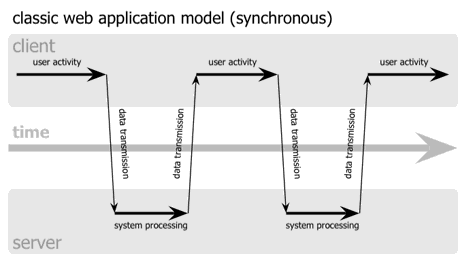 classic web application model (synchronous)
client
user activity
user activity
user activity
data transmission
data transmission
data transmission
data transmission
time
system processing
system processing
server